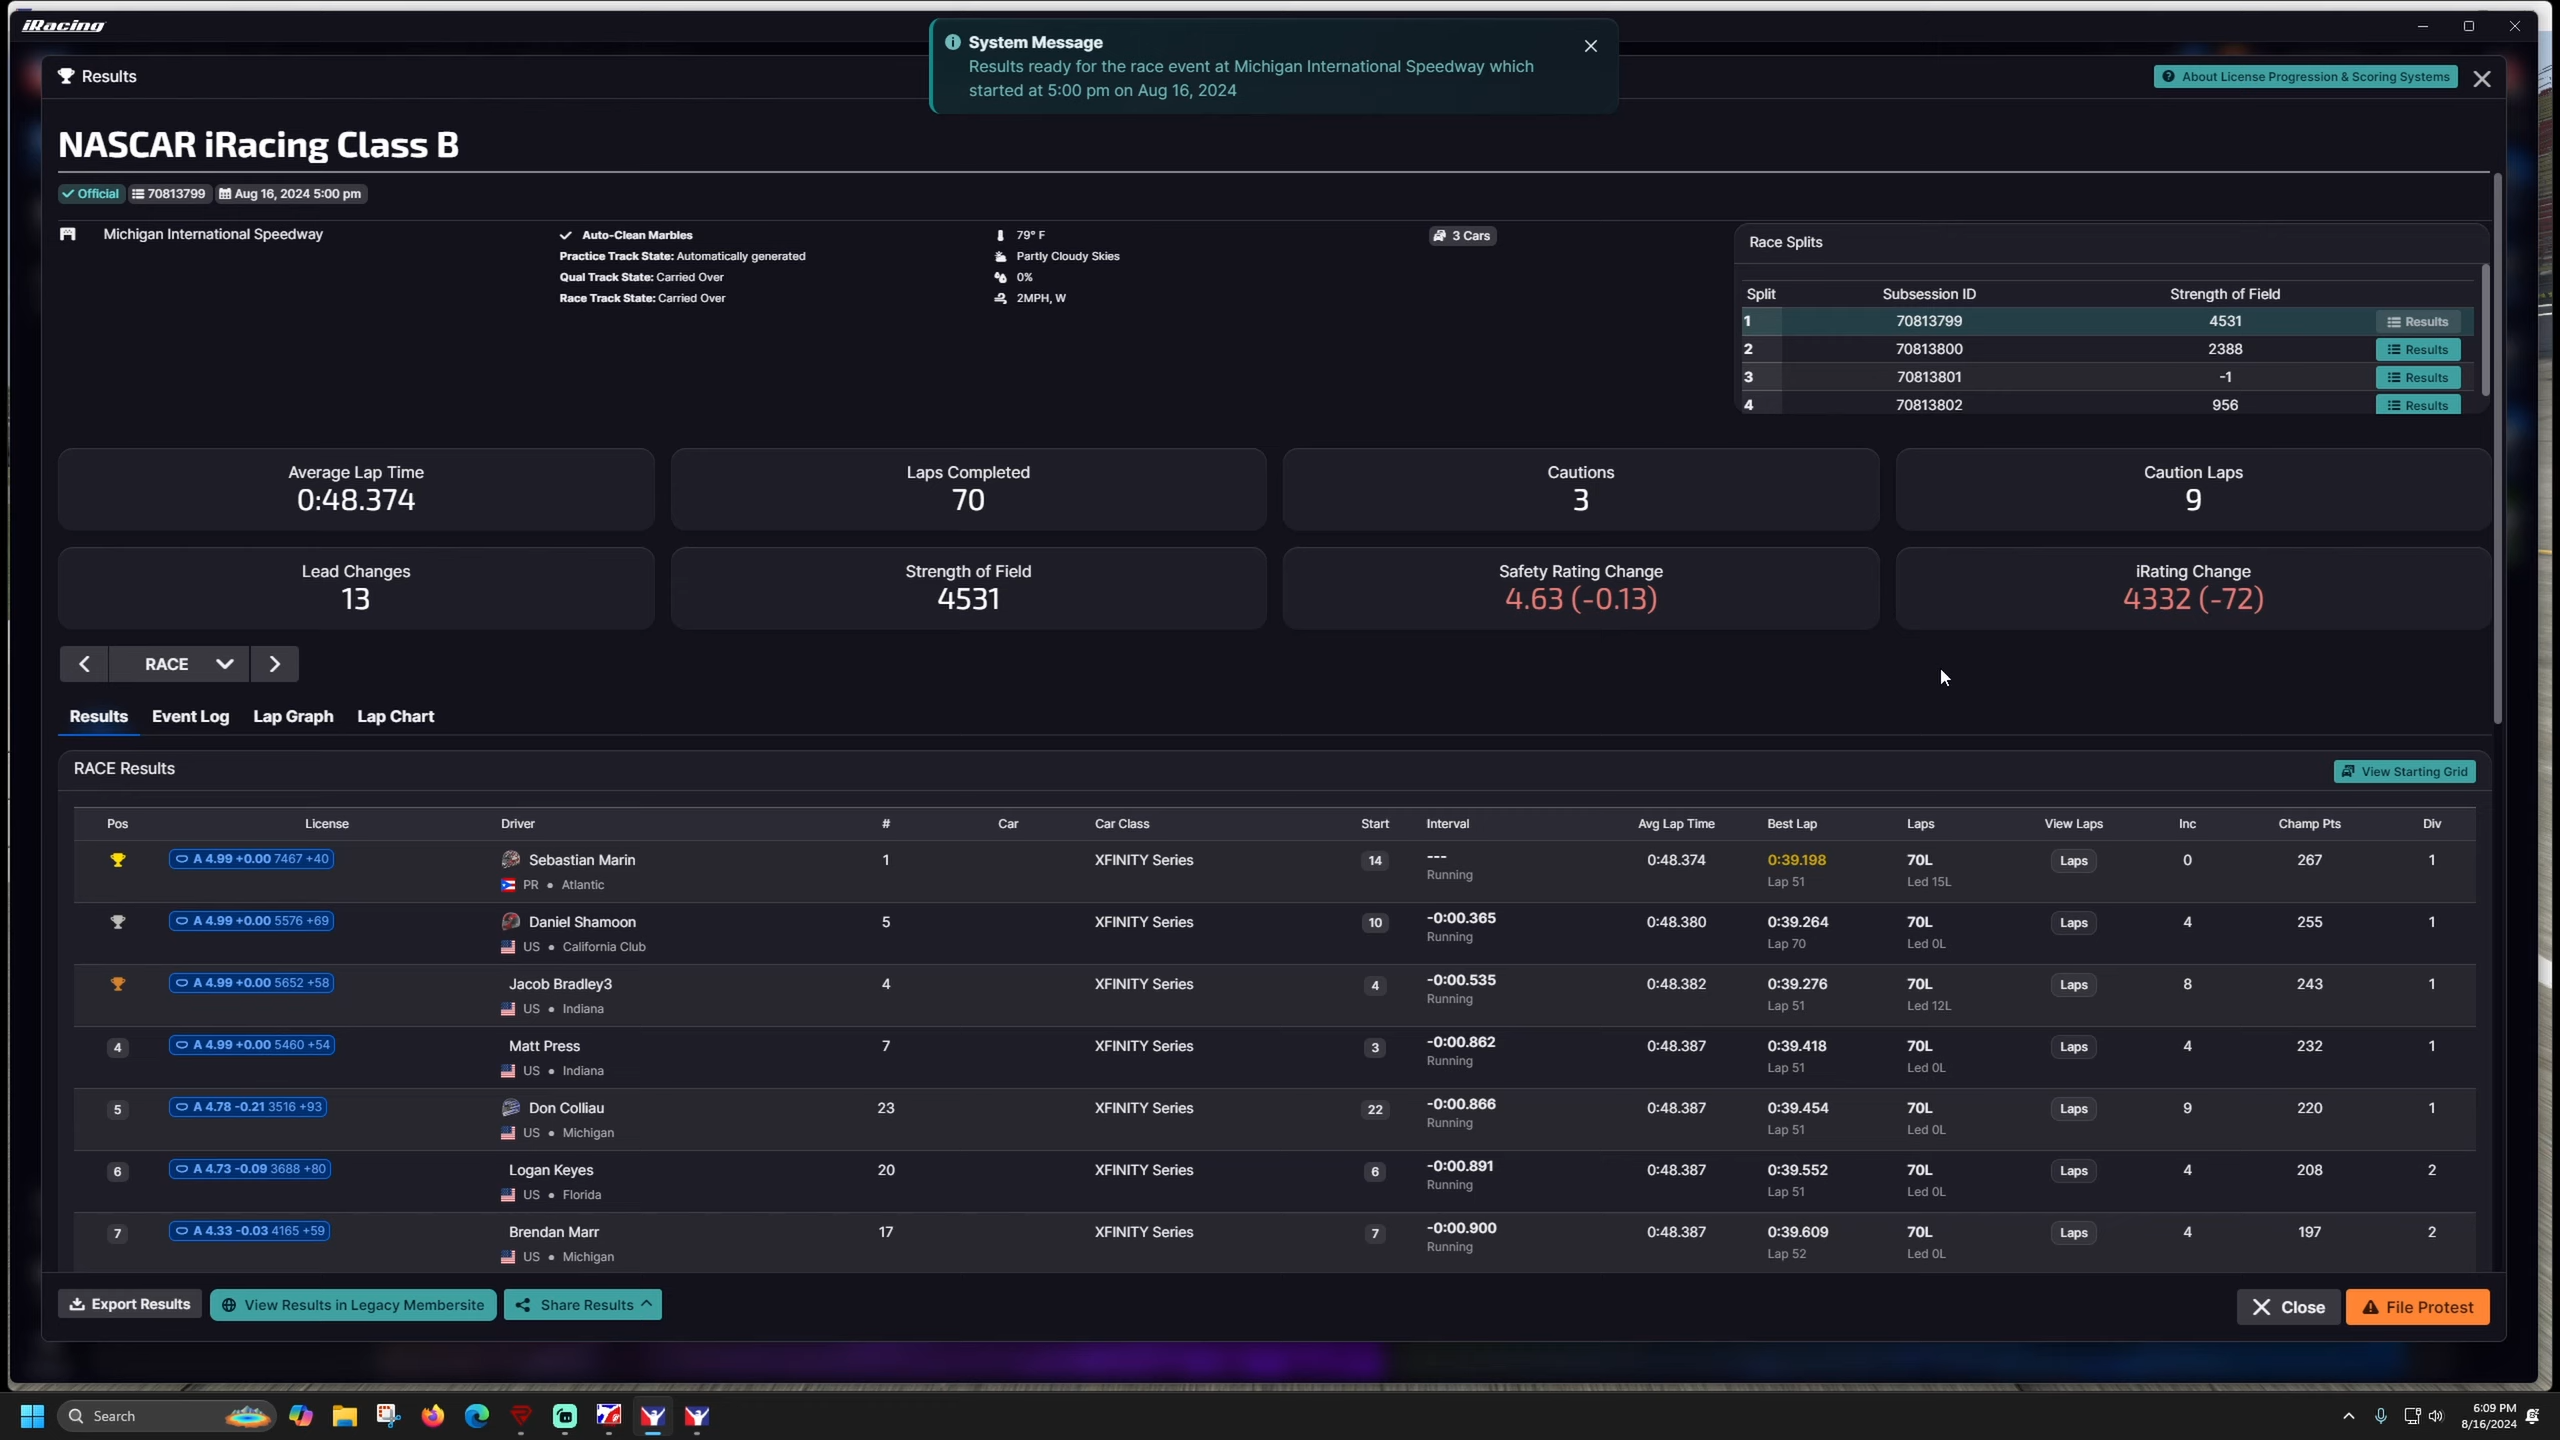 iRacing
System Message
Results ready for the race event at Michigan International Speedway which
started at 5:00 pm on Aug 16, 2024
Results
About License Progression & Scoring Systems
NASCAR iRacing Class B
Official 70813799 Aug 16, 2024 5:00 pm
Michigan International Speedway
Auto-Clean Marbles
Practice Track State: Automatically generated
Qual Track State: Carried Over
Race Track State: Carried Over
79° F
Partly Cloudy Skies
0%
2MPH, W
3 Cars
Race Splits
Split Subsession ID Strength of Field
1 70813799 4531 Results
2 70813800 2388 Results
3 70813801 -1 Results
4 70813802 956 Results
Average Lap Time
0:48.374
Laps Completed
70
Cautions
3
Caution Laps
9
Lead Changes
13
Strength of Field
4531
Safety Rating Change
4.63 (-0.13)
iRating Change
4332 (-72)
RACE
Results Event Log Lap Graph Lap Chart
RACE Results
View Starting Grid
Pos License Driver # Car Car Class Start Interval Avg Lap Time Best Lap Laps View Laps Inc Champ Pts Div
A 4.99 +0.00 7467 +40 Sebastian Marin 1 XFINITY Series 14 --- 0:48.374 0:39.198 70L Laps 0 267 1
PR • Atlantic Running Lap 51 Led 15L
A 4.99 +0.00 5576 +69 Daniel Shamoon 5 XFINITY Series 10 -0:00.365 0:48.380 0:39.264 70L Laps 4 255 1
US • California Club Running Lap 70 Led 0L
A 4.99 +0.00 5652 +58 Jacob Bradley3 4 XFINITY Series 4 -0:00.535 0:48.382 0:39.276 70L Laps 8 243 1
US • Indiana Running Lap 51 Led 12L
4 A 4.99 +0.00 5460 +54 Matt Press 7 XFINITY Series 3 -0:00.862 0:48.387 0:39.418 70L Laps 4 232 1
US • Indiana Running Lap 51 Led 0L
5 A 4.78 -0.21 3516 +93 Don Colliau 23 XFINITY Series 22 -0:00.866 0:48.387 0:39.454 70L Laps 9 220 1
US • Michigan Running Lap 51 Led 0L
6 A 4.73 -0.09 3688 +80 Logan Keyes 20 XFINITY Series 6 -0:00.891 0:48.387 0:39.552 70L Laps 4 208 2
US • Florida Running Lap 51 Led 0L
7 A 4.33 -0.03 4165 +59 Brendan Marr 17 XFINITY Series 7 -0:00.900 0:48.387 0:39.609 70L Laps 4 197 2
US • Michigan Running Lap 52 Led 0L
Export Results View Results in Legacy Membersite Share Results Close File Protest
Search
6:09 PM
8/16/2024